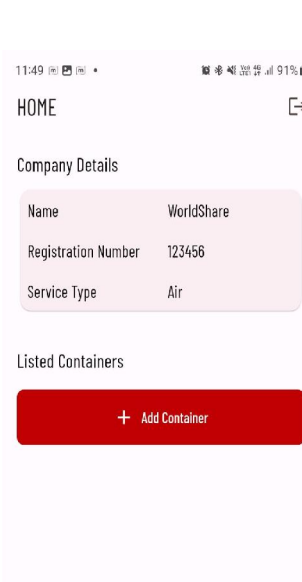 11:49
91%
HOME
Company Details
Name WorldShare
Registration Number 123456
Service Type Air
Listed Containers
+ Add Container